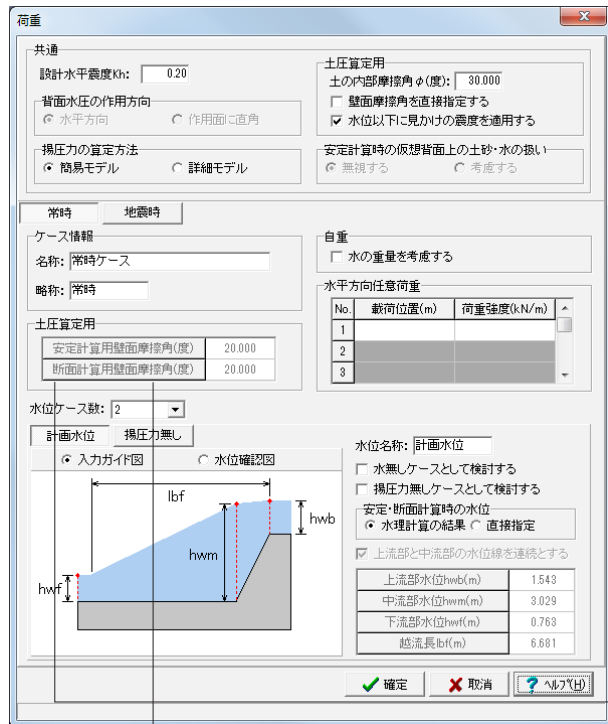 荷重
共通
設計水平震度Kh: 0.20
背面水圧の作用方向
水平方向 作用面に直角
揚圧力の算定方法
簡易モデル 詳細モデル
土圧算定用
土の内部摩擦角φ(度): 30.000
壁面摩擦角を直接指定する
水位以下に見かけの震度を適用する
安定計算時の仮想背面上の土砂・水の扱い
無視する 考慮する
常時 地震時
ケース情報
名称: 常時ケース
略称: 常時
土圧算定用
安定計算用壁面摩擦角(度) 20.000
断面計算用壁面摩擦角(度) 20.000
自重
水の重量を考慮する
水平方向任意荷重
No. 載荷位置(m) 荷重強度(kN/m)
1
2
3
水位ケース数: 2
計画水位 揚圧力無し
入力ガイド図 水位確認図
lbf
hwb
hwm
hwf
水位名称: 計画水位
水無しケースとして検討する
揚圧力無しケースとして検討する
安定・断面計算時の水位
水理計算の結果 直接指定
上流部と中流部の水位線を連続とする
上流部水位hwb(m) 1.543
中流部水位hwm(m) 3.029
下流部水位hwf(m) 0.763
越流長lbf(m) 6.681
確定 取消 ? ヘルプ(H)